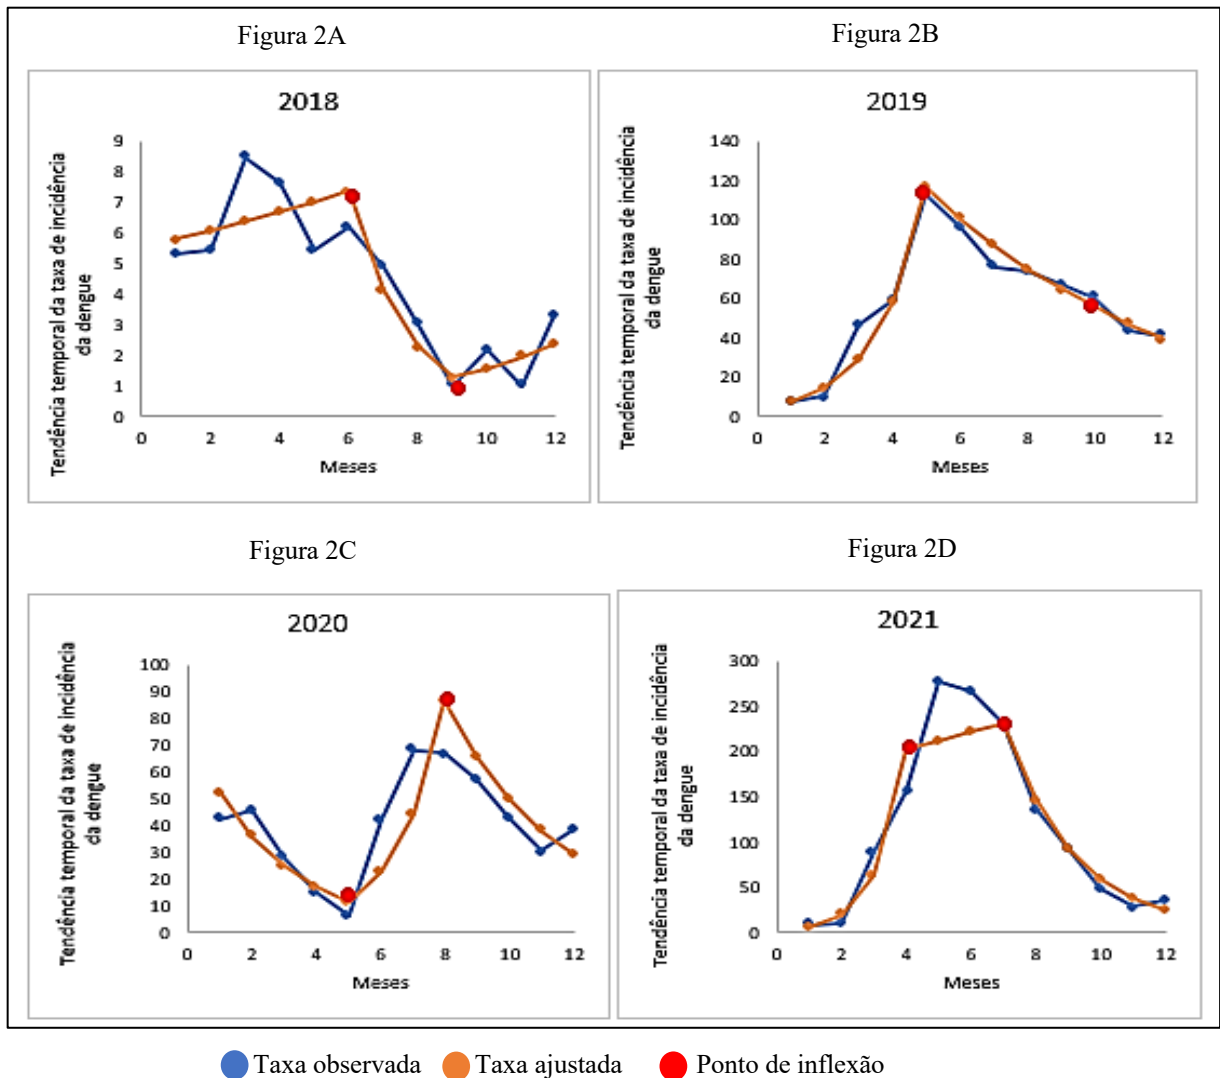 Figura 2A
2018
Tendência temporal da taxa de incidência
da dengue
9
8
7
6
5
4
3
2
1
0
0 2 4 6 8 10 12
Meses
Figura 2B
2019
Tendência temporal da taxa de incidência
da dengue
140
120
100
80
60
40
20
0
0 2 4 6 8 10 12
Meses
Figura 2C
2020
Tendência temporal da taxa de incidência
da dengue
100
90
80
70
60
50
40
30
20
10
0
0 2 4 6 8 10 12
Meses
Figura 2D
2021
Tendência temporal da taxa de incidência
da dengue
300
250
200
150
100
50
0
0 2 4 6 8 10 12
Meses
Taxa observada Taxa ajustada Ponto de inflexão